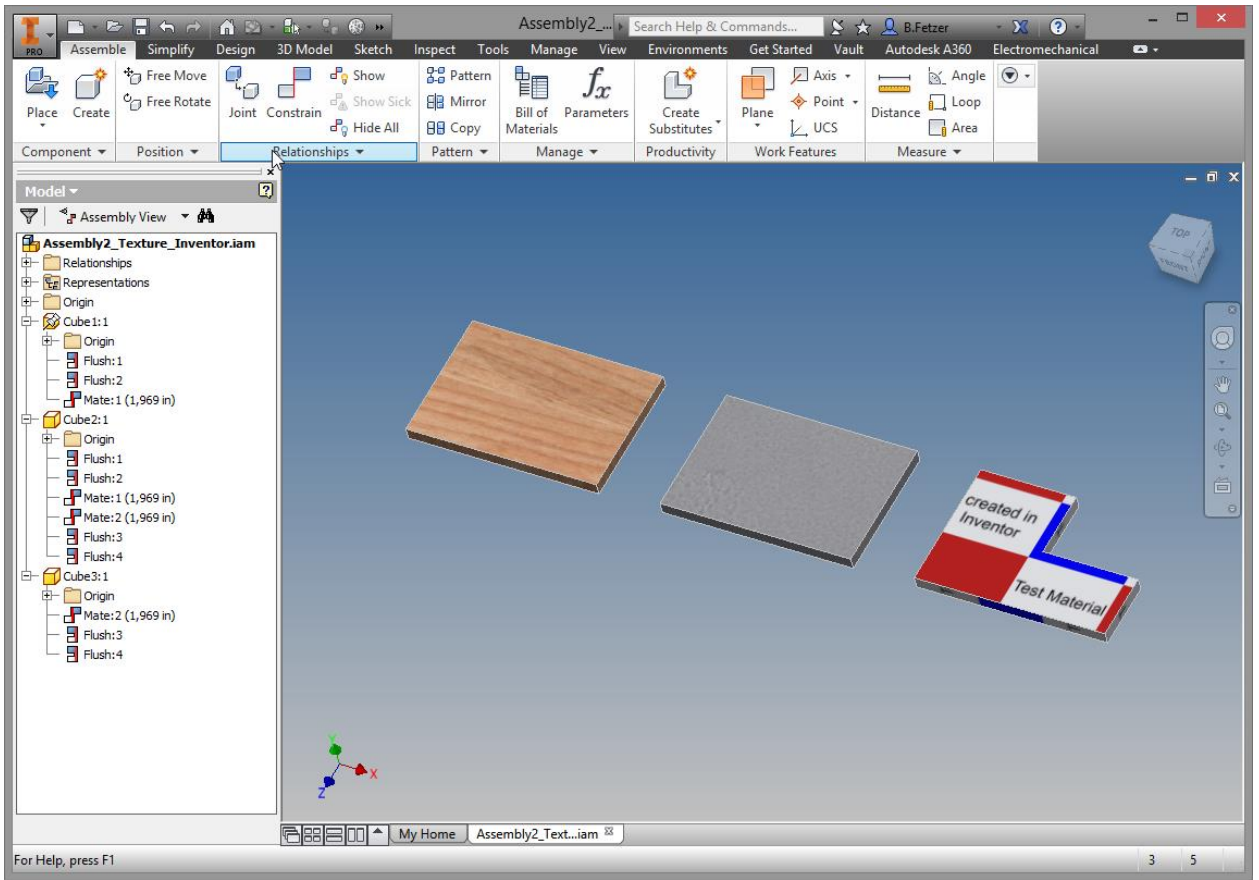 Assembly2_...
Search Help & Commands...
B.Fetzer
PRO
Assemble Simplify Design 3D Model Sketch Inspect Tools Manage View Environments Get Started Vault Autodesk A360 Electromechanical
Place
Create
Free Move
Free Rotate
Joint
Constrain
Show
Show Sick
Hide All
Pattern
Mirror
Copy
Bill of
Materials
fx
Parameters
Create
Substitutes
Plane
Axis
Point
UCS
Distance
Angle
Loop
Area
Component Position Relationships Pattern Manage Productivity Work Features Measure
Model
Assembly View
Assembly2_Texture_Inventor.iam
Relationships
Representations
Origin
Cube1:1
Origin
Flush:1
Flush:2
Mate:1 (1,969 in)
Cube2:1
Origin
Flush:1
Flush:2
Mate:1 (1,969 in)
Mate:2 (1,969 in)
Flush:3
Flush:4
Cube3:1
Origin
Mate:2 (1,969 in)
Flush:3
Flush:4
TOP
FRONT
created in
Inventor
Test Material
Y
X
Z
My Home Assembly2_Text...iam
For Help, press F1
3 5